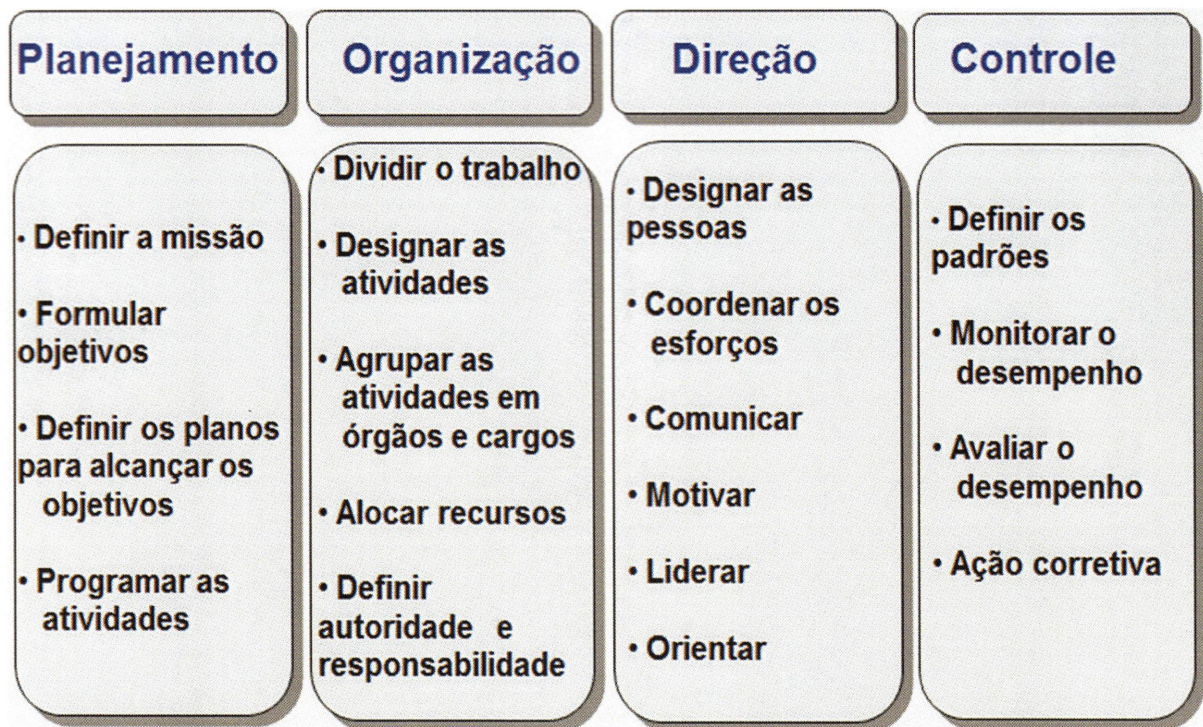 Planejamento
Organização
Direção
Controle
• Definir a missão
• Formular
objetivos
• Definir os planos
para alcançar os
objetivos
• Programar as
atividades
• Dividir o trabalho
• Designar as
atividades
• Agrupar as
atividades em
órgãos e cargos
• Alocar recursos
• Definir
autoridade e
responsabilidade
• Designar as
pessoas
• Coordenar os
esforços
• Comunicar
• Motivar
• Liderar
• Orientar
• Definir os
padrões
• Monitorar o
desempenho
• Avaliar o
desempenho
• Ação corretiva